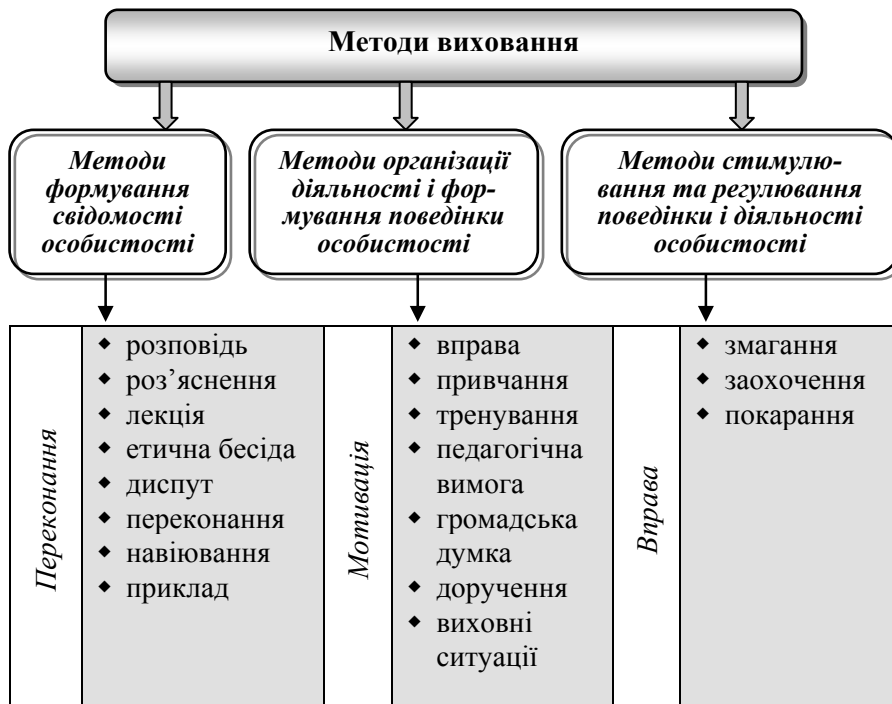 Методи виховання
Методи
формування
свідомості
особистості
Методи організації
діяльності і фор-
мування поведінки
особистості
Методи стимулю-
вання та регулювання
поведінки і діяльності
особистості
Переконання
розповідь
роз’яснення
лекція
етична бесіда
диспут
переконання
навіювання
приклад
Мотивація
вправа
привчання
тренування
педагогічна
вимога
громадська
думка
доручення
виховні
ситуації
Вправа
змагання
заохочення
покарання